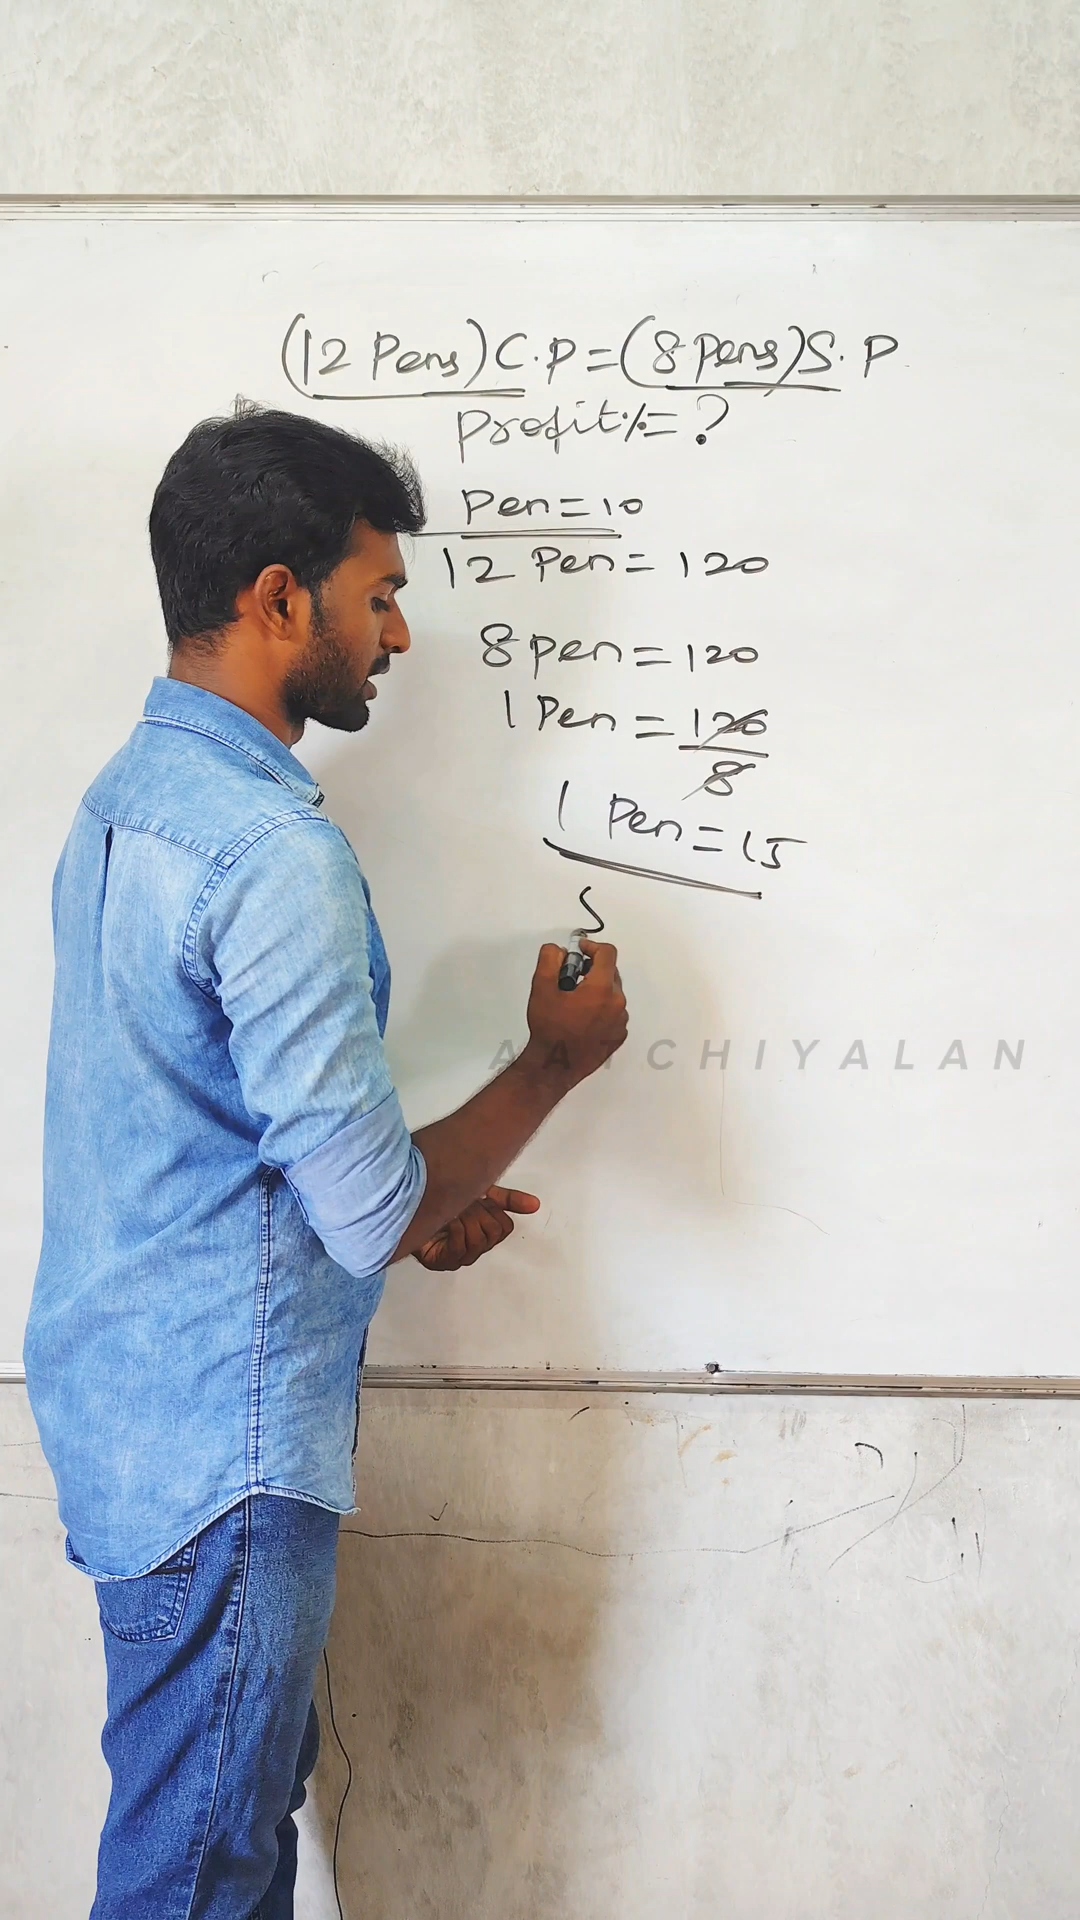 (12 Pens) C.P = (8 Pens) S.P
Profit % = ?
Pen = 10
12 Pen = 120
8 pen = 120
1 Pen = 120
8
1 Pen = 15
S
AATCHIYALAN